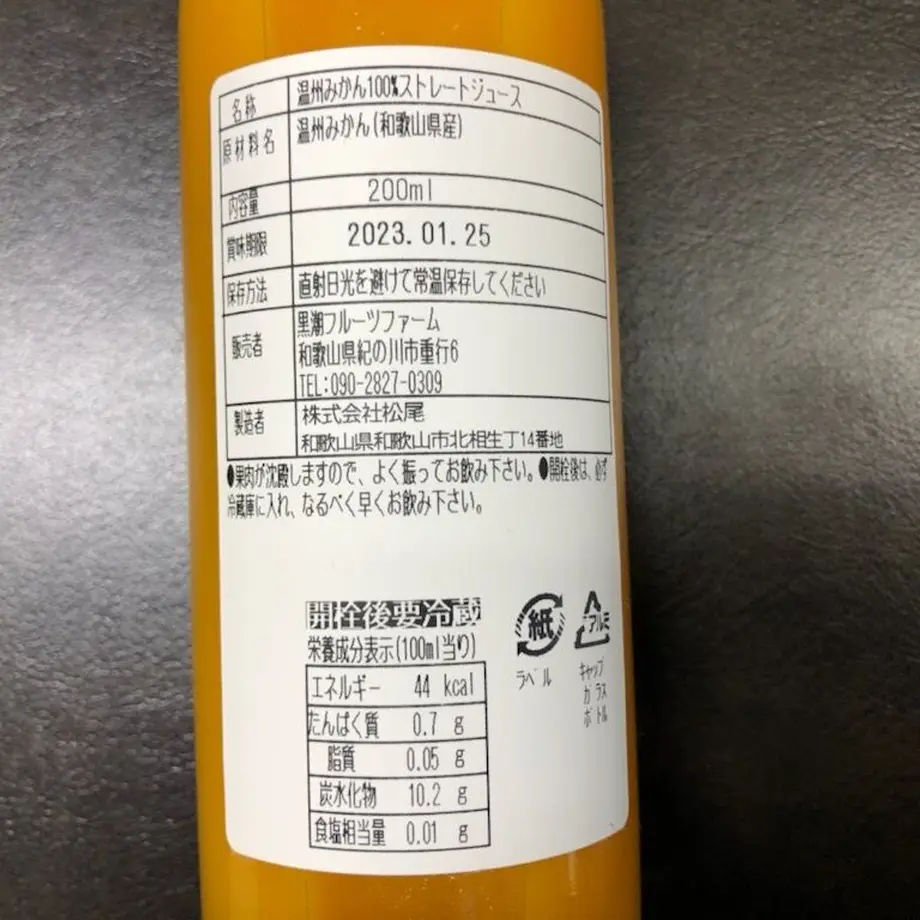 名称 温州みかん100%ストレートジュース
原材料名 温州みかん(和歌山県産)
内容量 200ml
賞味期限 2023.01.25
保存方法 直射日光を避けて常温保存してください
販売者 黒潮フルーツファーム
和歌山県紀の川市重行6
TEL:090-2827-0309
製造者 株式会社松尾
和歌山県和歌山市北相生丁14番地
●果肉が沈殿しますので、よく振ってお飲み下さい。●開栓後は、必ず
冷蔵庫に入れ、なるべく早くお飲み下さい。
開栓後要冷蔵
栄養成分表示(100ml当り)
エネルギー 44 kcal
たんぱく質 0.7 g
脂質 0.05 g
炭水化物 10.2 g
食塩相当量 0.01 g
紙
ラベル
アルミ
キャップ
ガラス
ボトル